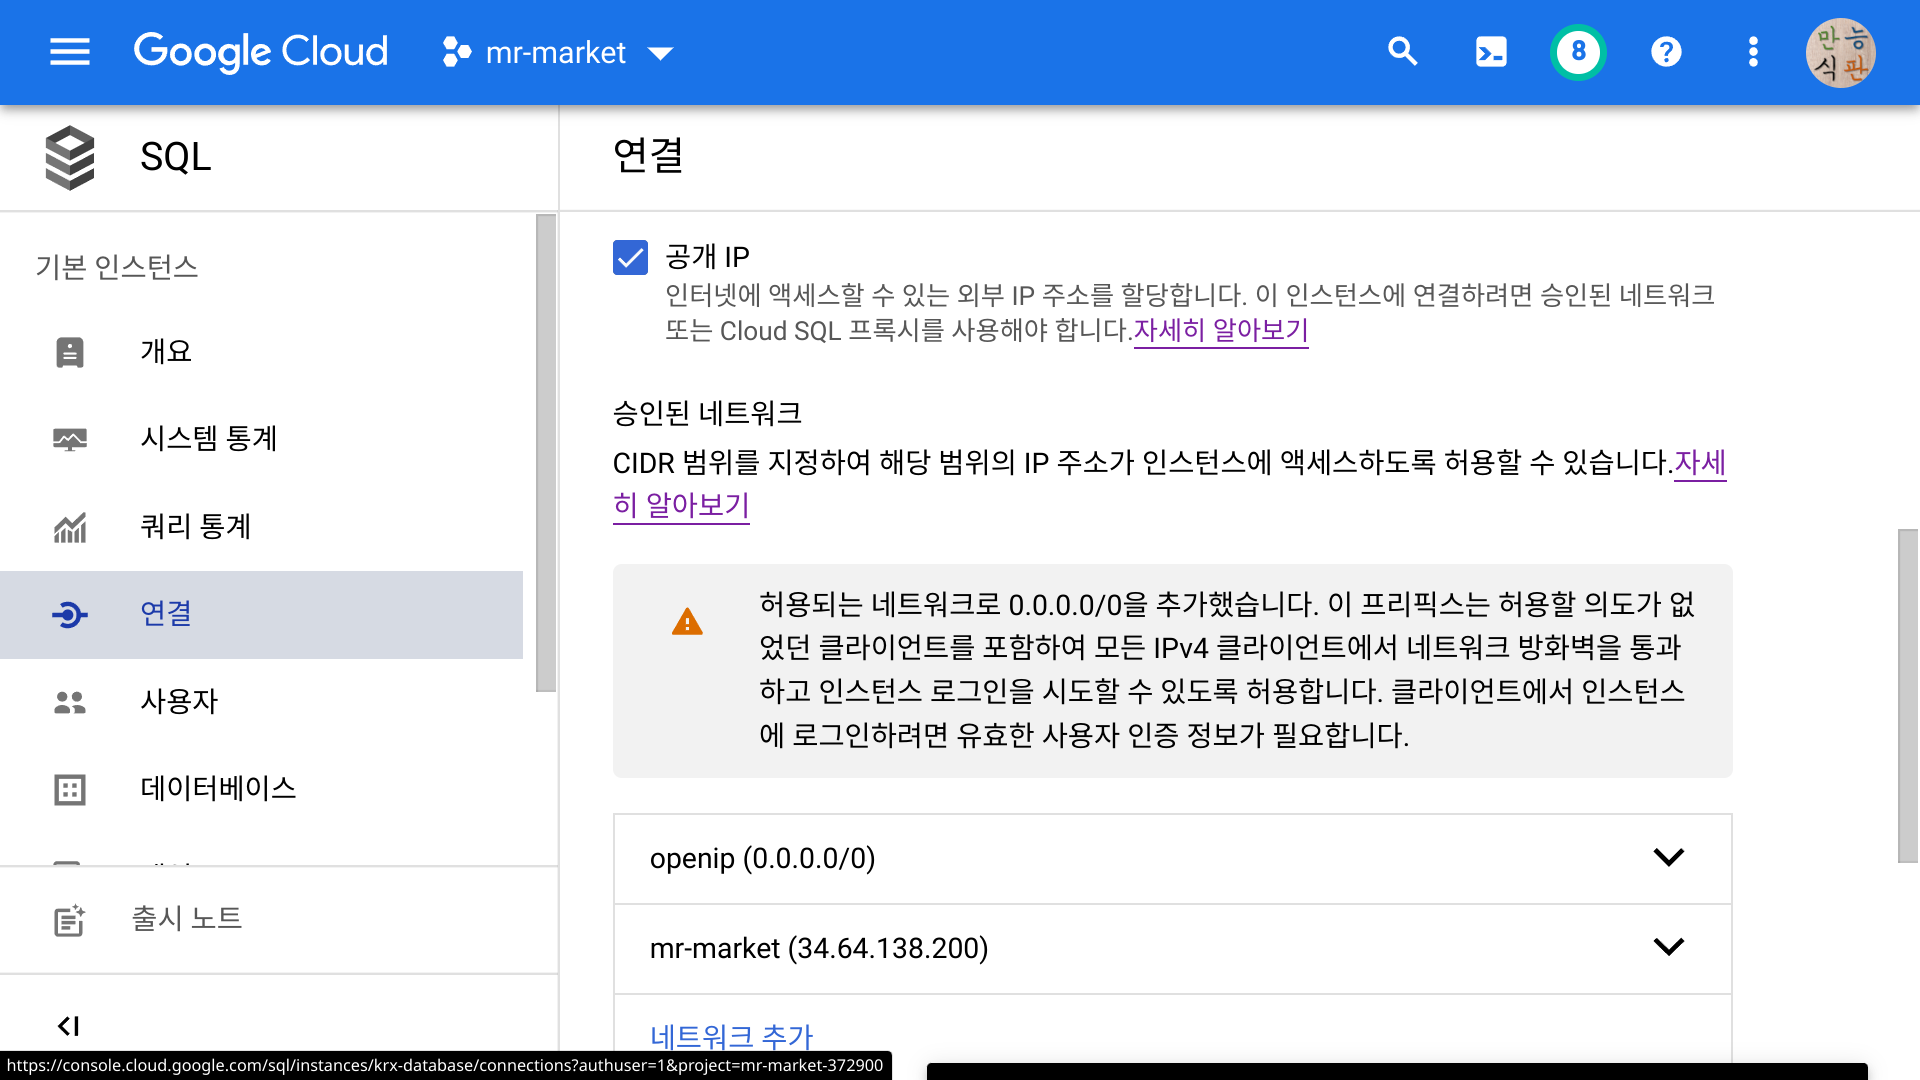 Google Cloud
mr-market
8
만능
식판
SQL
연결
기본 인스턴스
개요
시스템 통계
쿼리 통계
연결
사용자
데이터베이스
출시 노트
공개 IP
인터넷에 액세스할 수 있는 외부 IP 주소를 할당합니다. 이 인스턴스에 연결하려면 승인된 네트워크
또는 Cloud SQL 프록시를 사용해야 합니다.자세히 알아보기
승인된 네트워크
CIDR 범위를 지정하여 해당 범위의 IP 주소가 인스턴스에 액세스하도록 허용할 수 있습니다.자세
히 알아보기
허용되는 네트워크로 0.0.0.0/0을 추가했습니다. 이 프리픽스는 허용할 의도가 없
었던 클라이언트를 포함하여 모든 IPv4 클라이언트에서 네트워크 방화벽을 통과
하고 인스턴스 로그인을 시도할 수 있도록 허용합니다. 클라이언트에서 인스턴스
에 로그인하려면 유효한 사용자 인증 정보가 필요합니다.
openip (0.0.0.0/0)
mr-market (34.64.138.200)
네트워크 추가
https://console.cloud.google.com/sql/instances/krx-database/connections?authuser=1&project=mr-market-372900